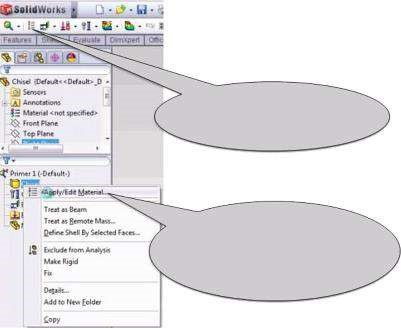 SolidWorks
Features
Evaluate
DimXpert
Offic
Chisel (Default<<Default>_D
Sensors
Annotations
Material <not specified>
Front Plane
Top Plane
Primer 1 (-Default-)
Apply/Edit Material...
Treat as Beam
Treat as Remote Mass...
Define Shell By Selected Faces...
Exclude from Analysis
Make Rigid
Fix
Details...
Add to New Folder
Copy